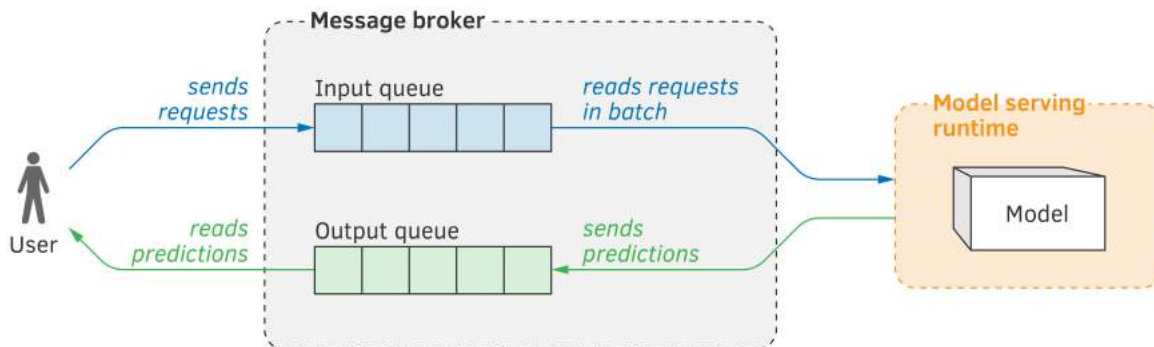 Message broker
sends
requests
Input queue
reads requests
in batch
Model serving
runtime
Model
User
reads
predictions
Output queue
sends
predictions